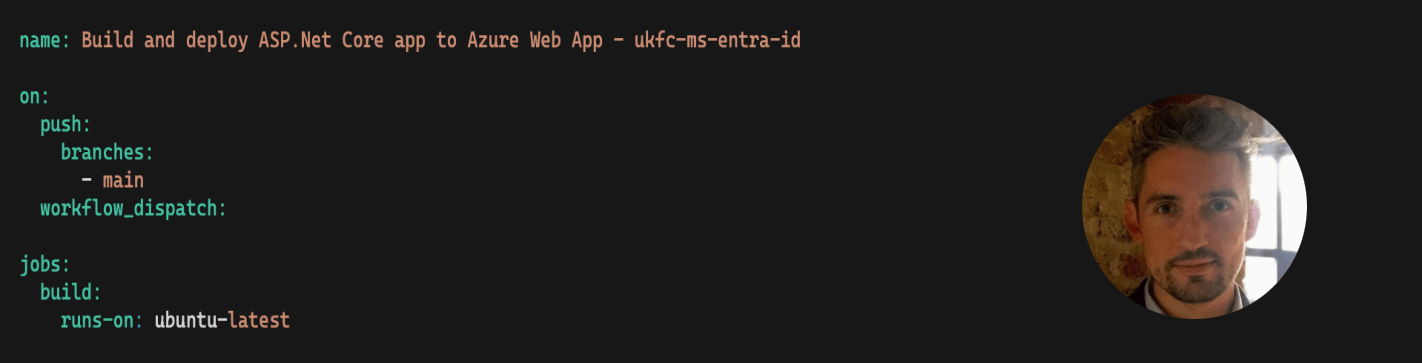 name: Build and deploy ASP.Net Core app to Azure Web App - ukfc-ms-entra-id
on:
push:
branches:
- main
workflow_dispatch:
jobs:
build:
runs-on: ubuntu-latest